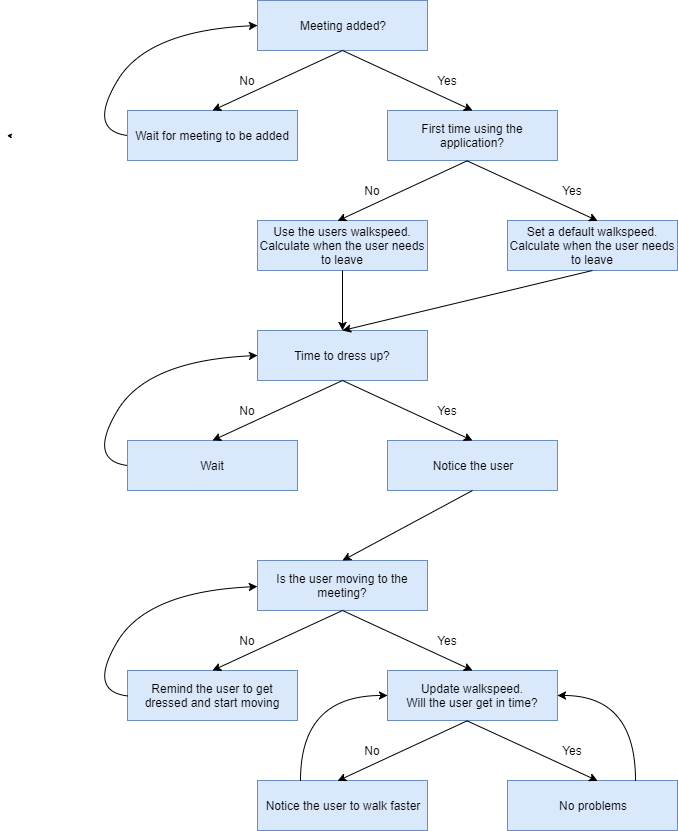 Meeting added?
No
Yes
Wait for meeting to be added
First time using the
application?
No
Yes
Use the users walkspeed.
Calculate when the user needs
to leave
Set a default walkspeed.
Calculate when the user needs
to leave
Time to dress up?
No
Yes
Wait
Notice the user
Is the user moving to the
meeting?
No
Yes
Remind the user to get
dressed and start moving
Update walkspeed.
Will the user get in time?
No
Yes
Notice the user to walk faster
No problems